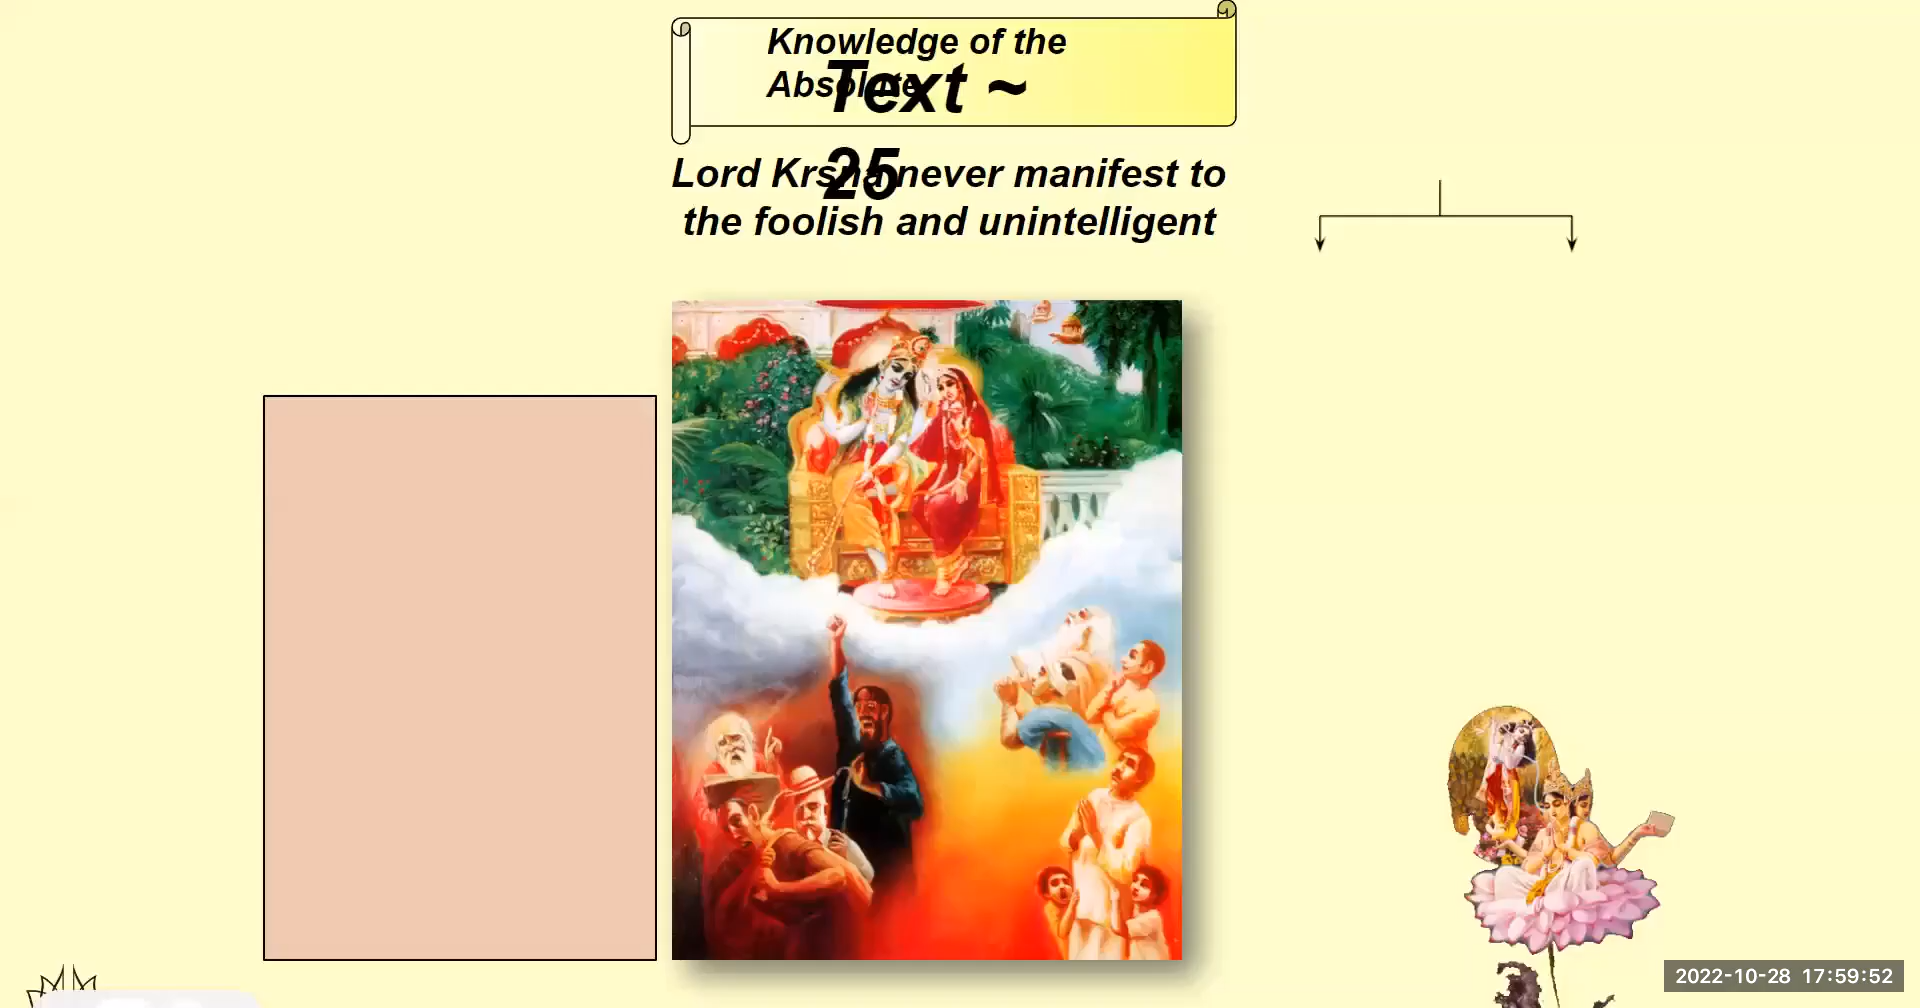 Knowledge of the
Absolute
Text ~
25
Lord Krsna never manifest to
the foolish and unintelligent
2022-10-28 17:59:52